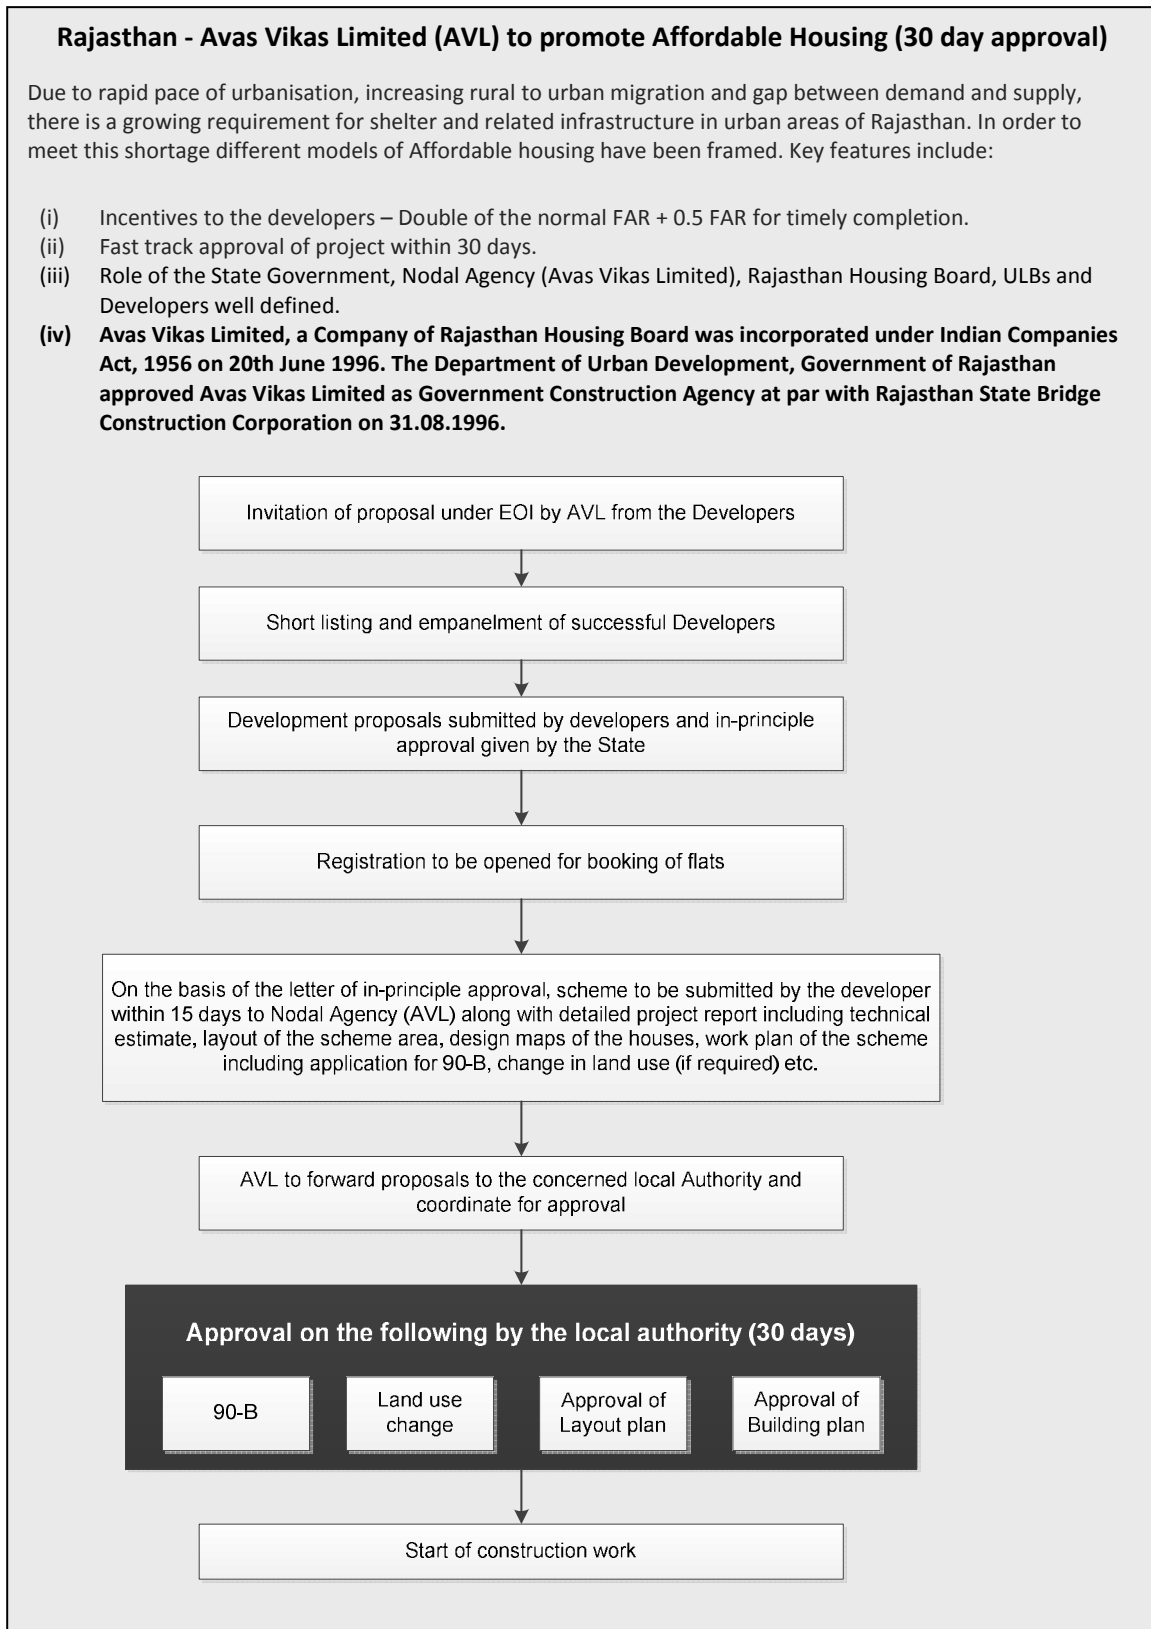 Rajasthan - Avas Vikas Limited (AVL) to promote Affordable Housing (30 day approval)
Due to rapid pace of urbanisation, increasing rural to urban migration and gap between demand and supply,
there is a growing requirement for shelter and related infrastructure in urban areas of Rajasthan. In order to
meet this shortage different models of Affordable housing have been framed. Key features include:
(i) Incentives to the developers – Double of the normal FAR + 0.5 FAR for timely completion.
(ii) Fast track approval of project within 30 days.
(iii) Role of the State Government, Nodal Agency (Avas Vikas Limited), Rajasthan Housing Board, ULBs and
Developers well defined.
(iv) Avas Vikas Limited, a Company of Rajasthan Housing Board was incorporated under Indian Companies
Act, 1956 on 20th June 1996. The Department of Urban Development, Government of Rajasthan
approved Avas Vikas Limited as Government Construction Agency at par with Rajasthan State Bridge
Construction Corporation on 31.08.1996.
Invitation of proposal under EOI by AVL from the Developers
Short listing and empanelment of successful Developers
Development proposals submitted by developers and in-principle
approval given by the State
Registration to be opened for booking of flats
On the basis of the letter of in-principle approval, scheme to be submitted by the developer
within 15 days to Nodal Agency (AVL) along with detailed project report including technical
estimate, layout of the scheme area, design maps of the houses, work plan of the scheme
including application for 90-B, change in land use (if required) etc.
AVL to forward proposals to the concerned local Authority and
coordinate for approval
Approval on the following by the local authority (30 days)
90-B
Land use
change
Approval of
Layout plan
Approval of
Building plan
Start of construction work